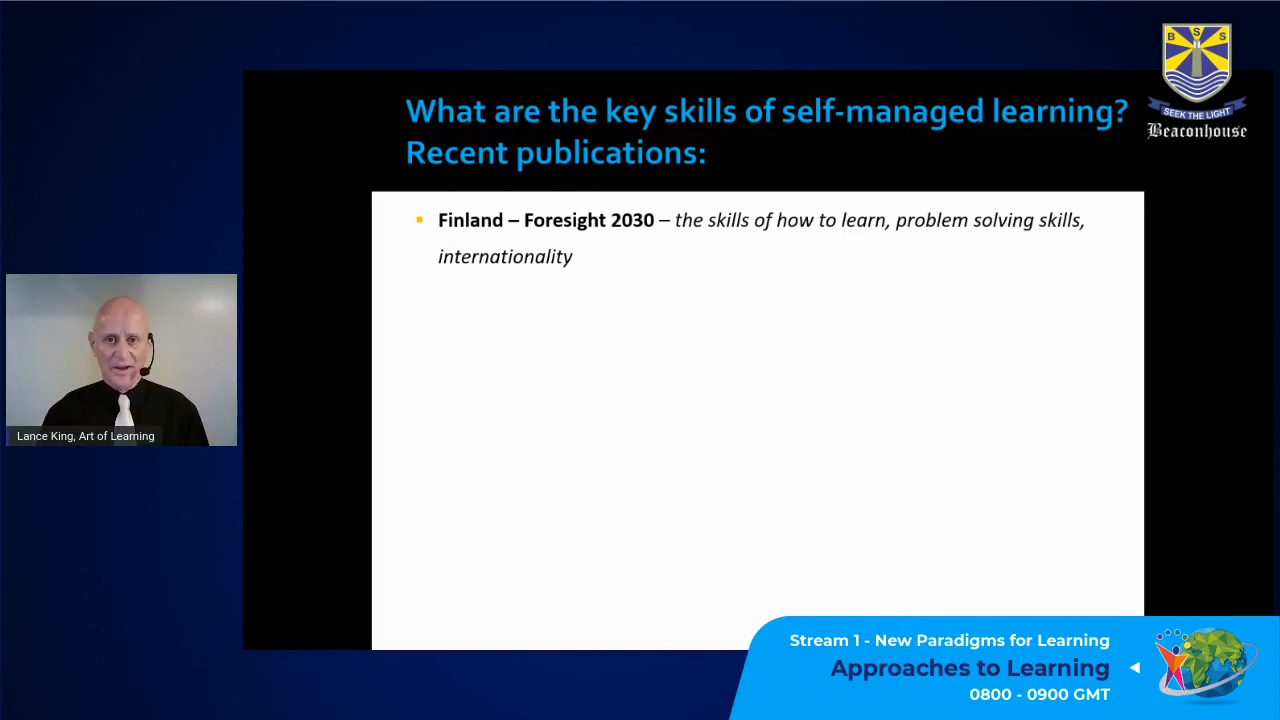 B S S
SEEK THE LIGHT
Beaconhouse
What are the key skills of self-managed learning?
Recent publications:
Finland – Foresight 2030 – the skills of how to learn, problem solving skills,
internationality
Lance King, Art of Learning
Stream 1 - New Paradigms for Learning
Approaches to Learning
0800 - 0900 GMT